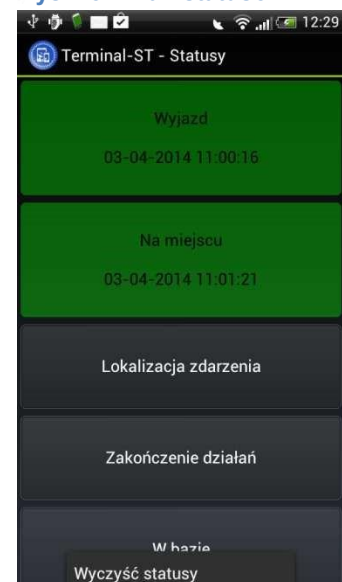 12:29
Terminal-ST - Statusy
Wyjazd
03-04-2014 11:00:16
Na miejscu
03-04-2014 11:01:21
Lokalizacja zdarzenia
Zakończenie działań
W bazie
Wyczyść statusy